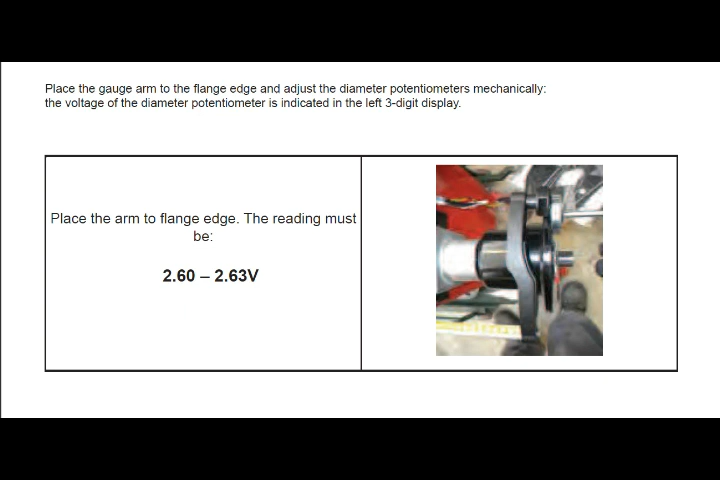 Place the gauge arm to the flange edge and adjust the diameter potentiometers mechanically:
the voltage of the diameter potentiometer is indicated in the left 3-digit display.
Place the arm to flange edge. The reading must
be:
2.60 – 2.63V